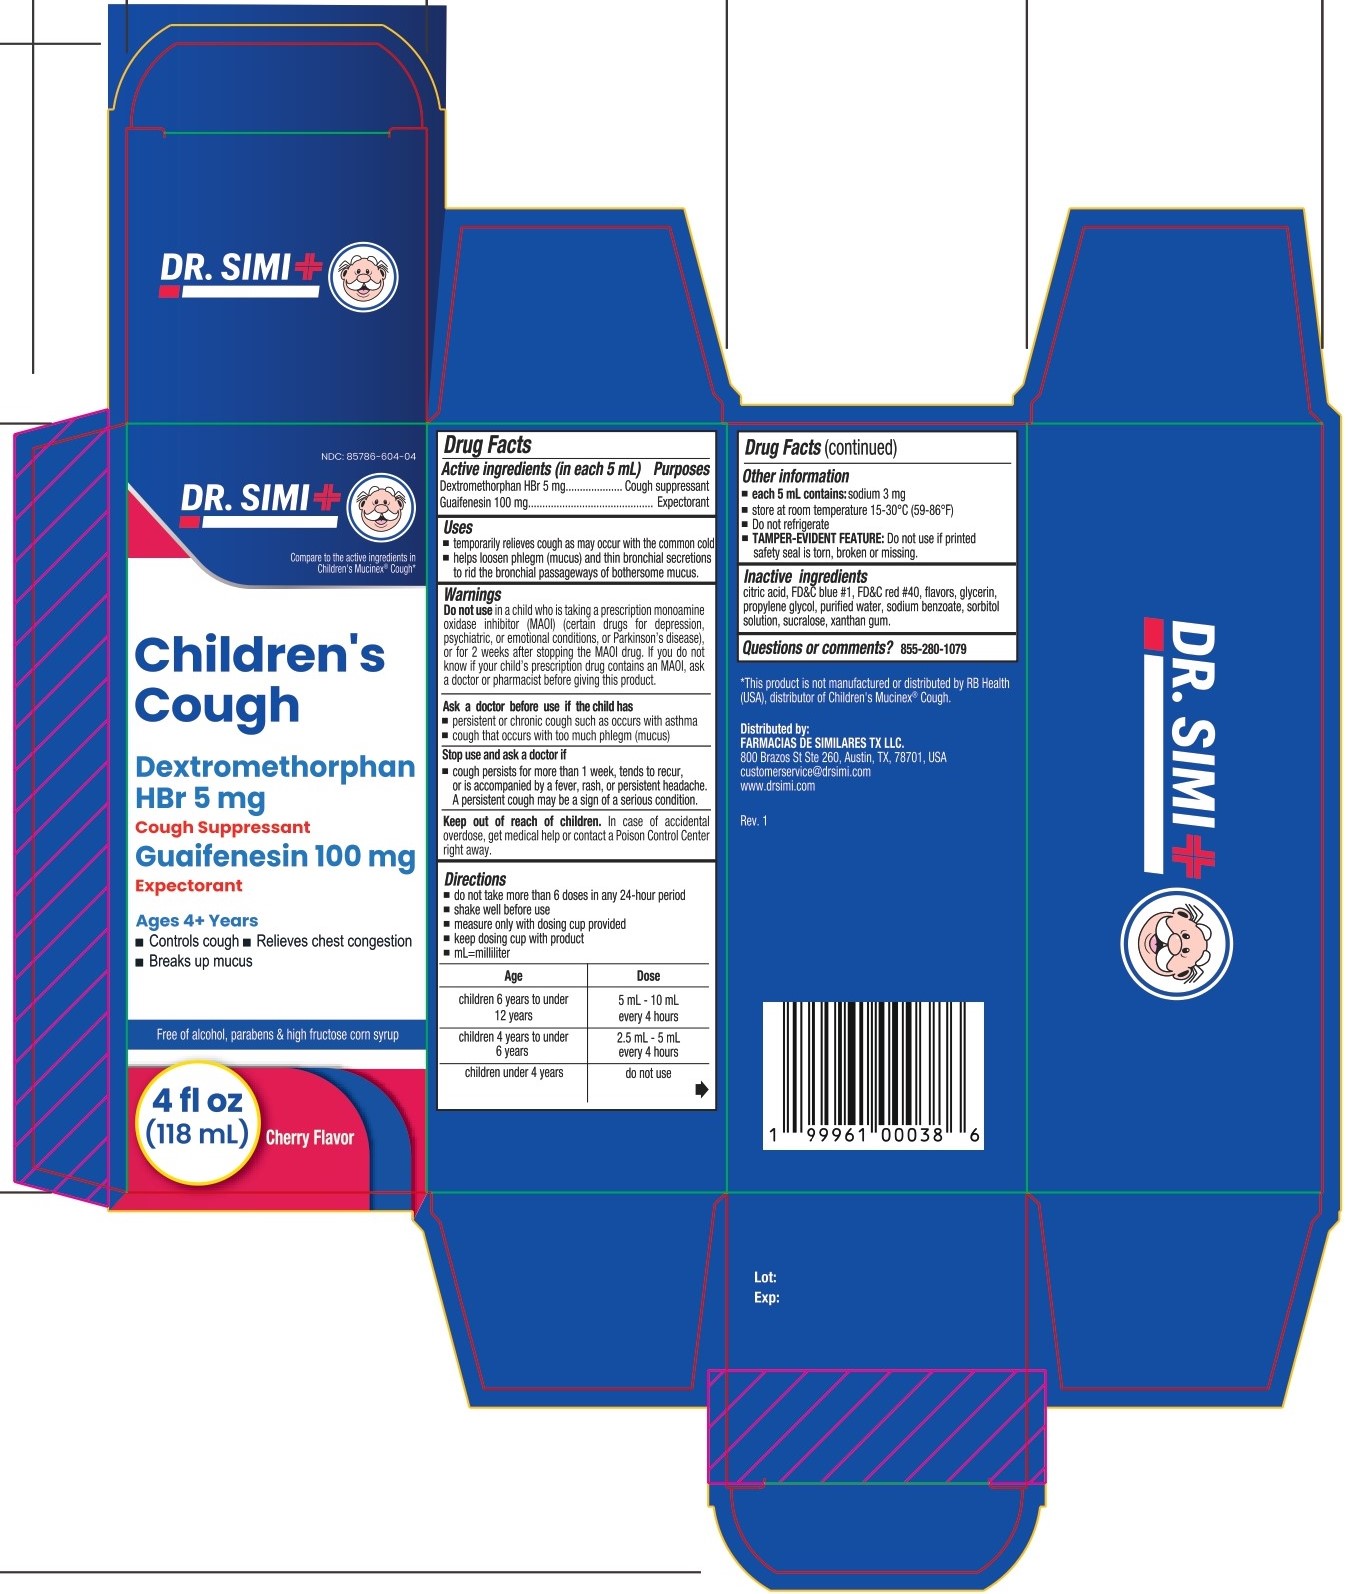 DR. SIMI
NDC: 85786-604-04
DR. SIMI
Compare to the active ingredients in
Children's Mucinex® Cough*
Children's
Cough
Dextromethorphan
HBr 5 mg
Cough Suppressant
Guaifenesin 100 mg
Expectorant
Ages 4+ Years
■ Controls cough ■ Relieves chest congestion
■ Breaks up mucus
Free of alcohol, parabens & high fructose corn syrup
4 fl oz
(118 mL)
Cherry Flavor
Drug Facts
Active ingredients (in each 5 mL) Purposes
Dextromethorphan HBr 5 mg................... Cough suppressant
Guaifenesin 100 mg.......................................... Expectorant
Uses
■ temporarily relieves cough as may occur with the common cold
■ helps loosen phlegm (mucus) and thin bronchial secretions
to rid the bronchial passageways of bothersome mucus.
Warnings
Do not use in a child who is taking a prescription monoamine
oxidase inhibitor (MAOI) (certain drugs for depression,
psychiatric, or emotional conditions, or Parkinson's disease),
or for 2 weeks after stopping the MAOI drug. If you do not
know if your child's prescription drug contains an MAOI, ask
a doctor or pharmacist before giving this product.
Ask a doctor before use if the child has
■ persistent or chronic cough such as occurs with asthma
■ cough that occurs with too much phlegm (mucus)
Stop use and ask a doctor if
■ cough persists for more than 1 week, tends to recur,
or is accompanied by a fever, rash, or persistent headache.
A persistent cough may be a sign of a serious condition.
Keep out of reach of children. In case of accidental
overdose, get medical help or contact a Poison Control Center
right away.
Directions
■ do not take more than 6 doses in any 24-hour period
■ shake well before use
■ measure only with dosing cup provided
■ keep dosing cup with product
■ mL=milliliter
Age Dose
children 6 years to under 5 mL - 10 mL
12 years every 4 hours
children 4 years to under 2.5 mL - 5 mL
6 years every 4 hours
children under 4 years do not use
Drug Facts (continued)
Other information
■ each 5 mL contains: sodium 3 mg
■ store at room temperature 15-30°C (59-86°F)
■ Do not refrigerate
■ TAMPER-EVIDENT FEATURE: Do not use if printed
safety seal is torn, broken or missing.
Inactive ingredients
citric acid, FD&C blue #1, FD&C red #40, flavors, glycerin,
propylene glycol, purified water, sodium benzoate, sorbitol
solution, sucralose, xanthan gum.
Questions or comments? 855-280-1079
*This product is not manufactured or distributed by RB Health
(USA), distributor of Children's Mucinex® Cough.
Distributed by:
FARMACIAS DE SIMILARES TX LLC.
800 Brazos St Ste 260, Austin, TX, 78701, USA
customerservice@drsimi.com
www.drsimi.com
Rev. 1
1 99961 00038 6
Lot:
Exp:
DR. SIMI